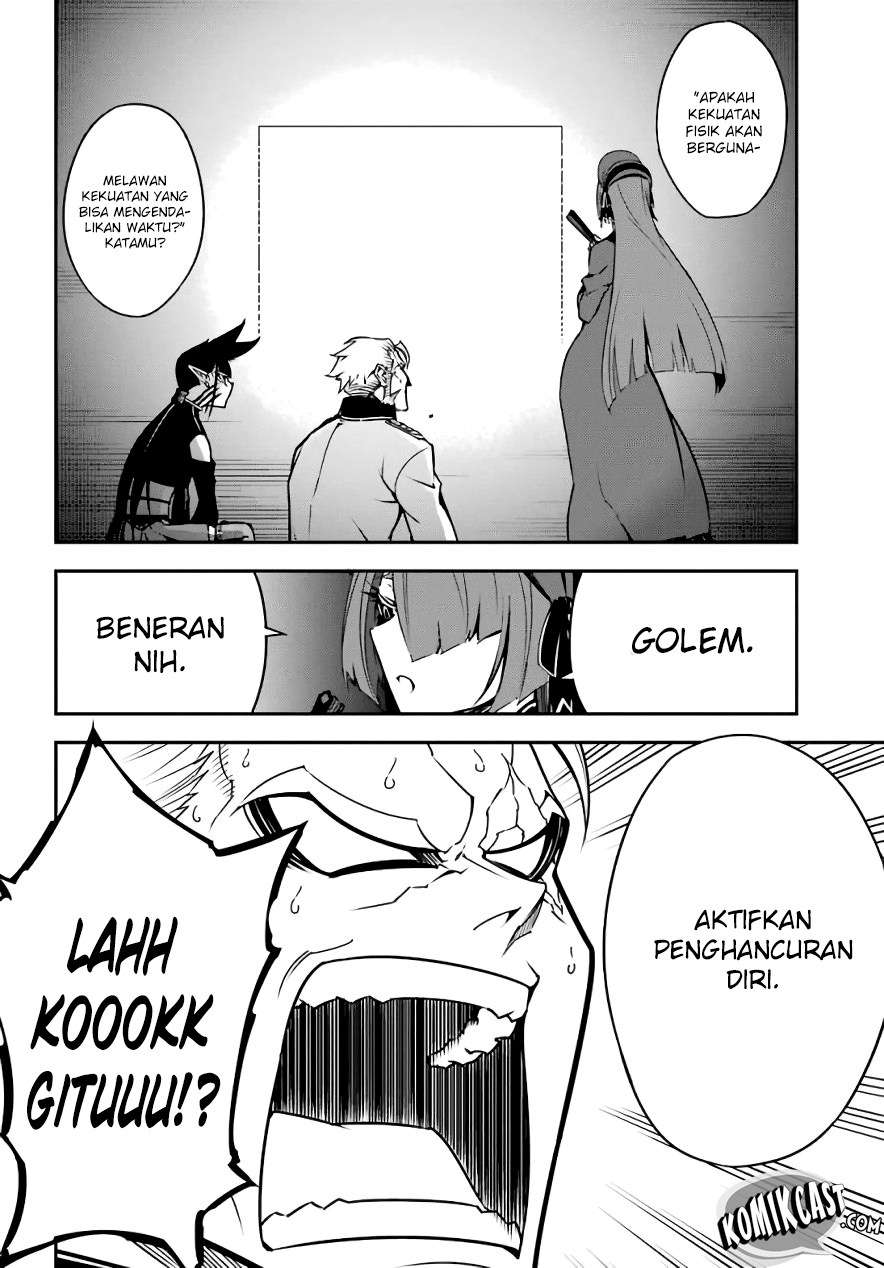 "APAKAH
KEKUATAN
FISIK AKAN
BERGUNA-
MELAWAN
KEKUATAN YANG
BISA MENGENDA-
LIKAN WAKTU?"
KATAMU?
GOLEM.
BENERAN
NIH.
AKTIFKAN
PENGHANCURAN
DIRI.
LAHH
KOOOKK
GITUUU!?
KOMIKCAST
.COM